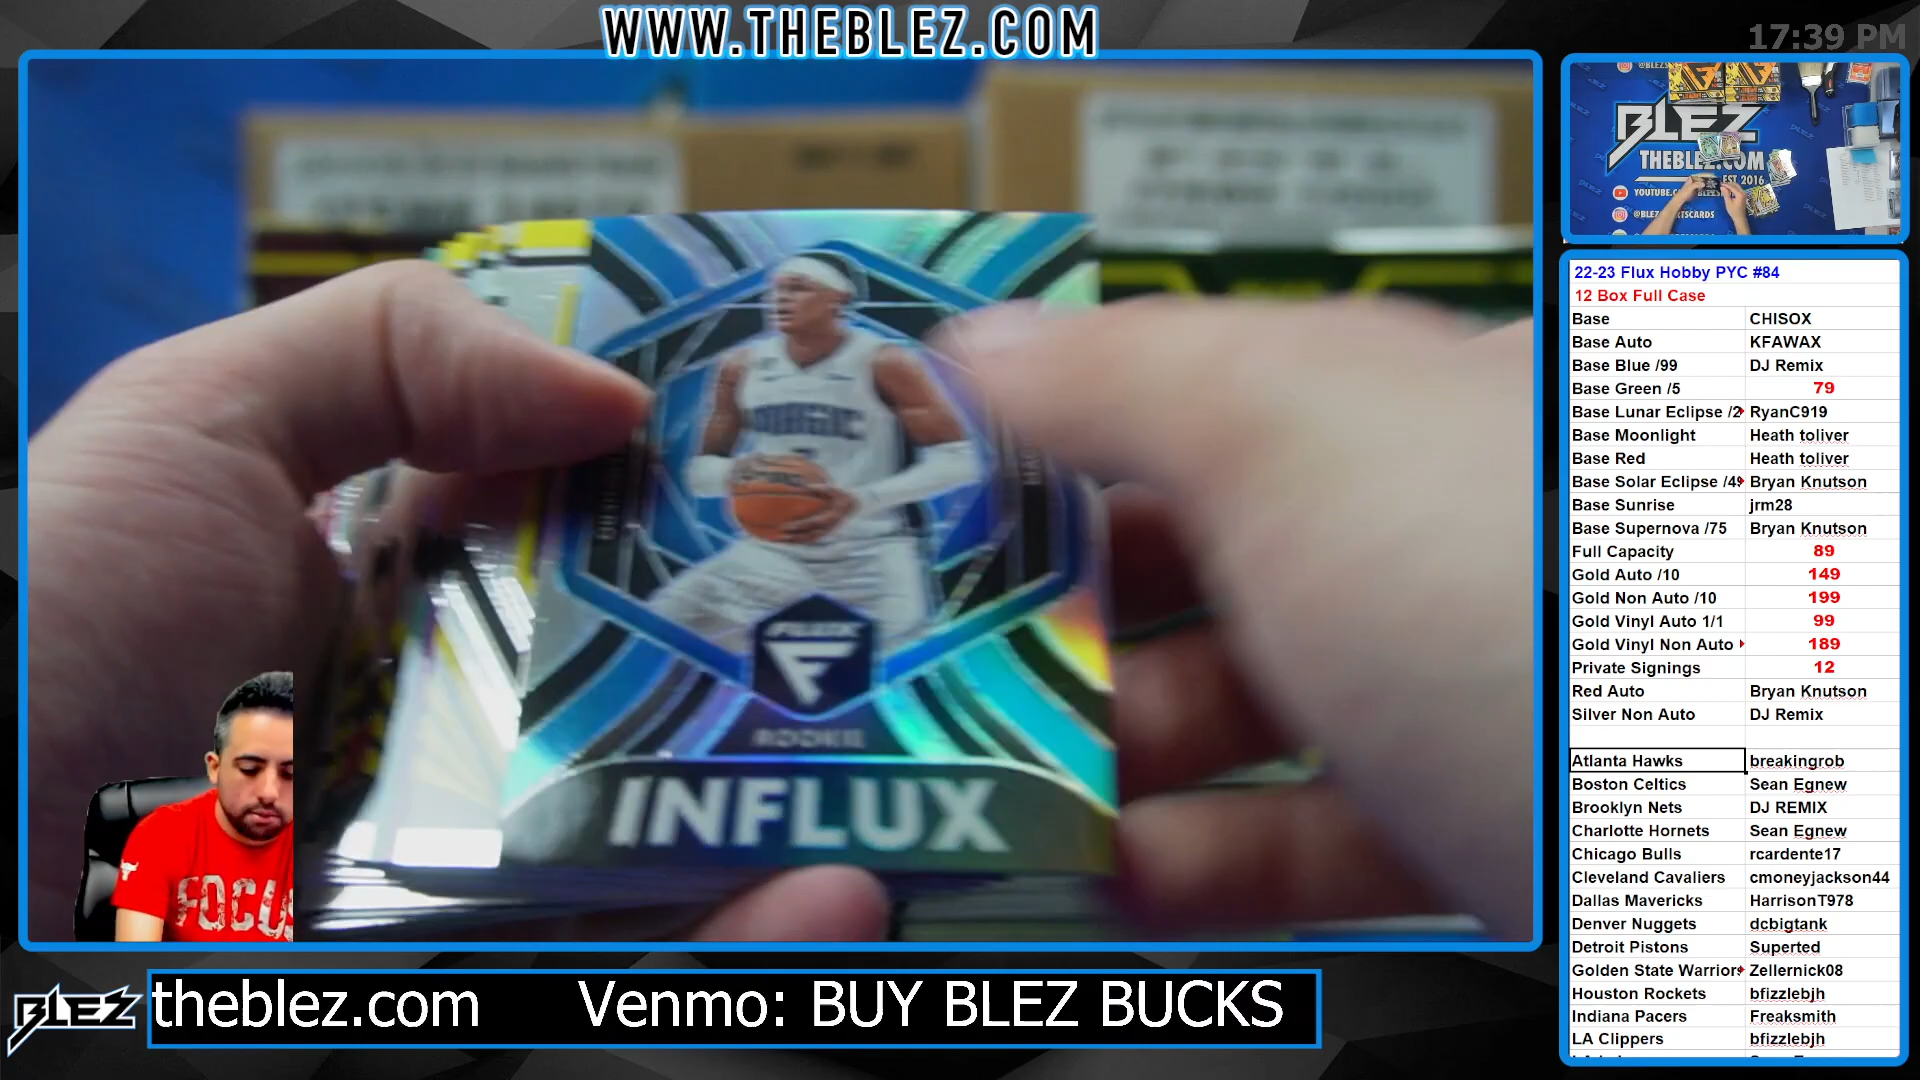 WWW.THEBLEZ.COM
17:39 PM
BLEZ
THEBLEZ.COM
EST 2016
MAGIC
FLUX
ROOKIE
INFLUX
FOCUS
22-23 Flux Hobby PYC #84
12 Box Full Case
Base CHISOX
Base Auto KFAWAX
Base Blue /99 DJ Remix
Base Green /5 79
Base Lunar Eclipse /2 RyanC919
Base Moonlight Heath toliver
Base Red Heath toliver
Base Solar Eclipse /49 Bryan Knutson
Base Sunrise jrm28
Base Supernova /75 Bryan Knutson
Full Capacity 89
Gold Auto /10 149
Gold Non Auto /10 199
Gold Vinyl Auto 1/1 99
Gold Vinyl Non Auto 189
Private Signings 12
Red Auto Bryan Knutson
Silver Non Auto DJ Remix
Atlanta Hawks breakingrob
Boston Celtics Sean Egnew
Brooklyn Nets DJ REMIX
Charlotte Hornets Sean Egnew
Chicago Bulls rcardente17
Cleveland Cavaliers cmoneyjackson44
Dallas Mavericks HarrisonT978
Denver Nuggets dcbigtank
Detroit Pistons Superted
Golden State Warriors Zellernick08
Houston Rockets bfizzlebjh
Indiana Pacers Freaksmith
LA Clippers bfizzlebjh
BLEZ
theblez.com Venmo: BUY BLEZ BUCKS